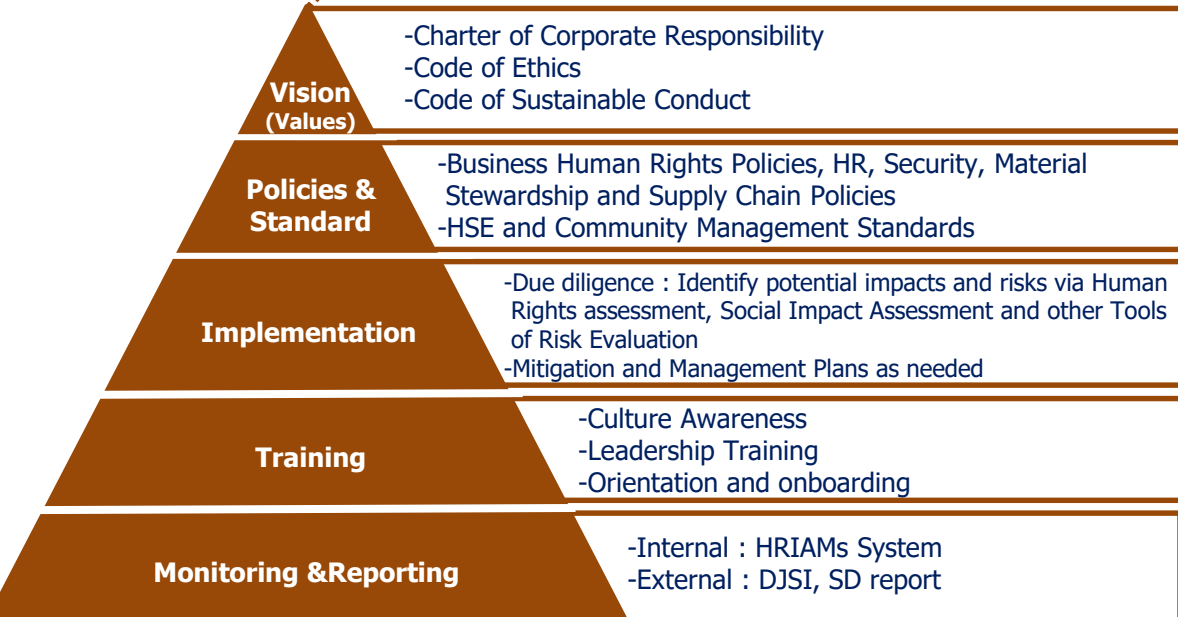 Vision
(Values)
-Charter of Corporate Responsibility
-Code of Ethics
-Code of Sustainable Conduct
Policies &
Standard
-Business Human Rights Policies, HR, Security, Material
Stewardship and Supply Chain Policies
-HSE and Community Management Standards
Implementation
-Due diligence : Identify potential impacts and risks via Human
Rights assessment, Social Impact Assessment and other Tools
of Risk Evaluation
-Mitigation and Management Plans as needed
Training
-Culture Awareness
-Leadership Training
-Orientation and onboarding
Monitoring &Reporting
-Internal : HRIAMs System
-External : DJSI, SD report